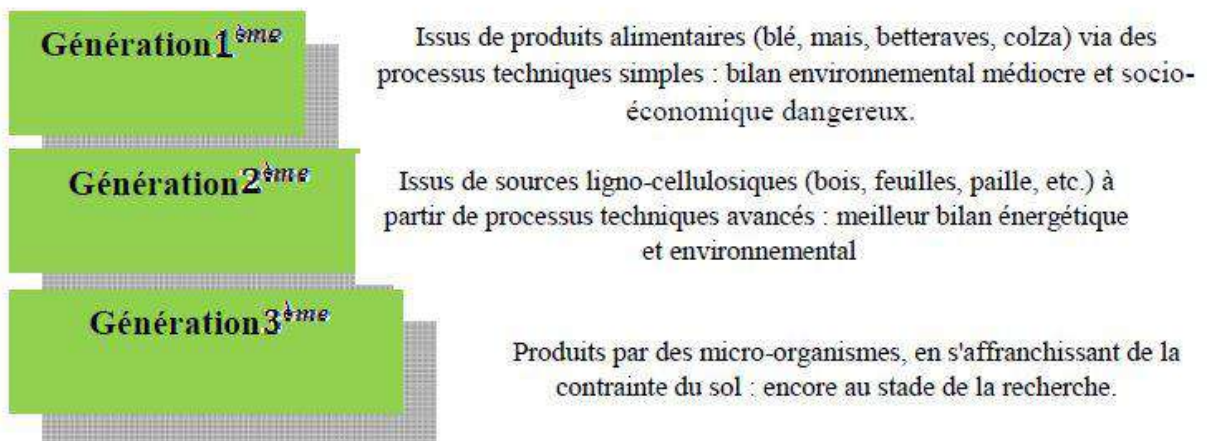 Génération1ème
Issus de produits alimentaires (blé, mais, betteraves, colza) via des
processus techniques simples : bilan environnemental médiocre et socio-
économique dangereux.
Génération2ème
Issus de sources ligno-cellulosiques (bois, feuilles, paille, etc.) à
partir de processus techniques avancés : meilleur bilan énergétique
et environnemental
Génération3ème
Produits par des micro-organismes, en s'affranchissant de la
contrainte du sol : encore au stade de la recherche.